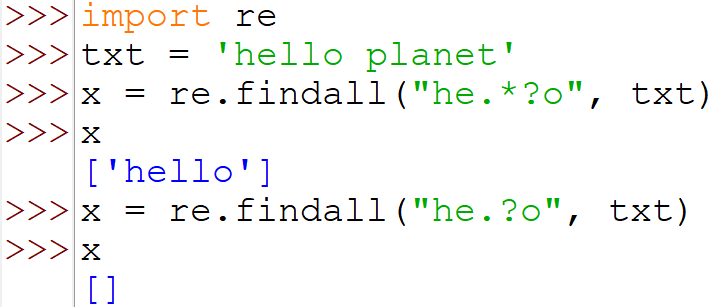 >>> import re
>>> txt = 'hello planet'
>>> x = re.findall("he.*?o", txt)
>>> x
['hello']
>>> x = re.findall("he.?o", txt)
>>> x
[]